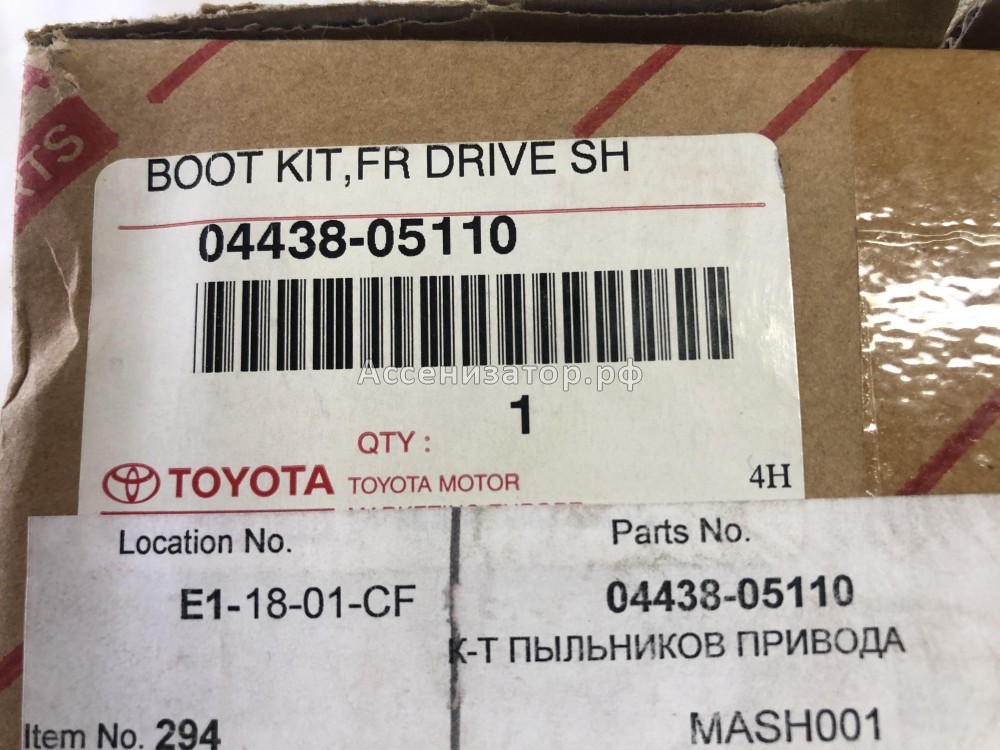 RTS
BOOT KIT,FR DRIVE SH
04438-05110
Ассенизатор.рф
1
QTY :
TOYOTA TOYOTA MOTOR
4H
Location No.
Parts No.
E1-18-01-CF
04438-05110
К-Т ПЫЛЬНИКОВ ПРИВОДА
Item No. 294
MASH001